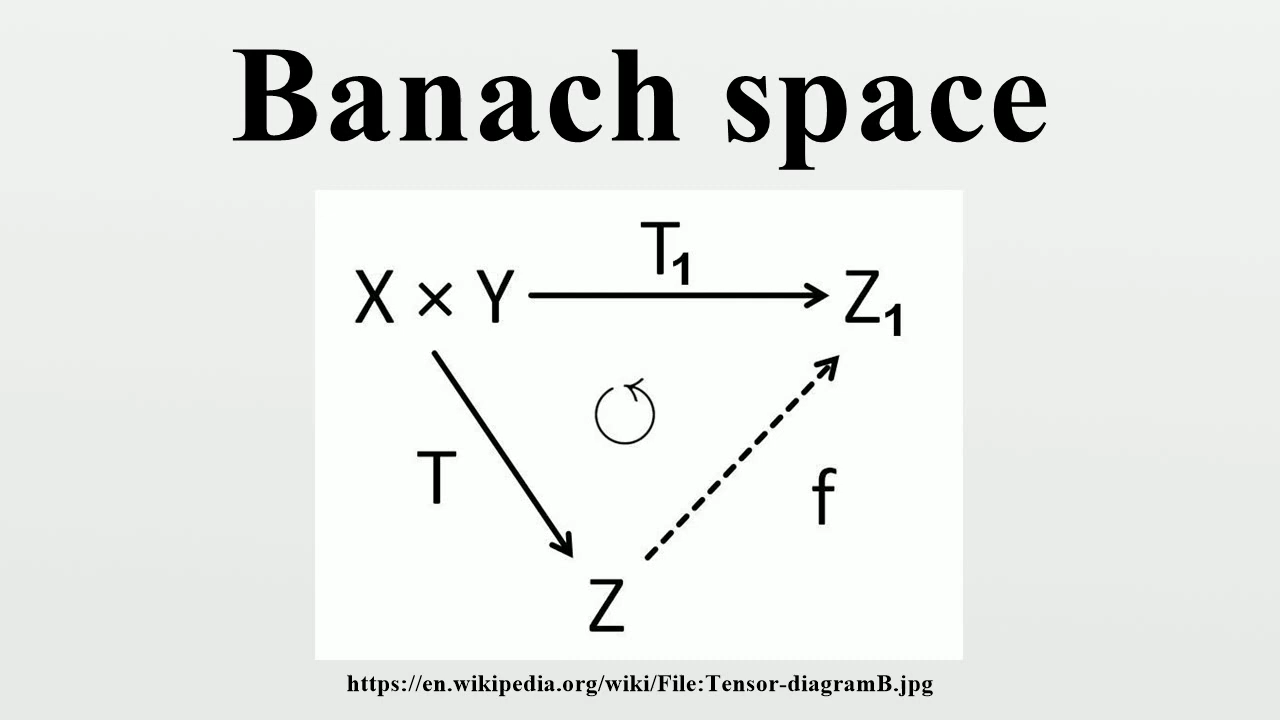 Banach space
T₁
X × Y
Z₁
T
f
Z
https://en.wikipedia.org/wiki/File:Tensor-diagramB.jpg